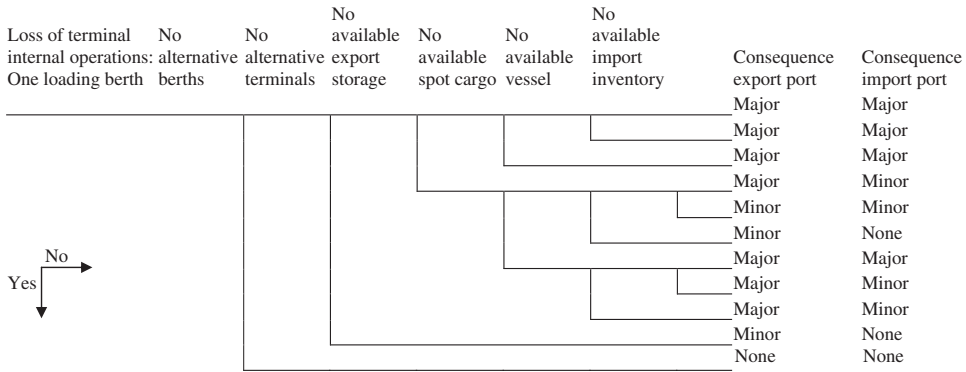 Loss of terminal
internal operations:
One loading berth
No
alternative
berths
No
alternative
terminals
No
available
export
storage
No
available
spot cargo
No
available
vessel
No
available
import
inventory
Consequence
export port
Consequence
import port
Major Major
Major Major
Major Major
Major Minor
Minor Minor
Minor None
Major Major
Major Minor
Major Minor
Minor None
None None
No
Yes